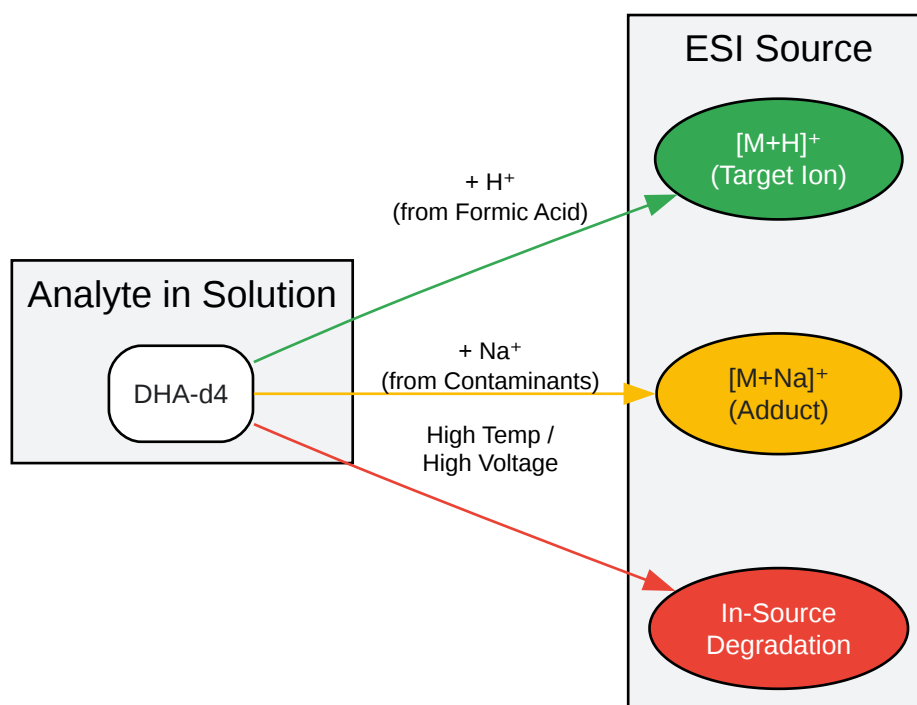 ESI Source
[M+H]⁺
(Target Ion)
+ H⁺
(from Formic Acid)
Analyte in Solution
DHA-d4
+ Na⁺
(from Contaminants)
[M+Na]⁺
(Adduct)
High Temp /
High Voltage
In-Source
Degradation